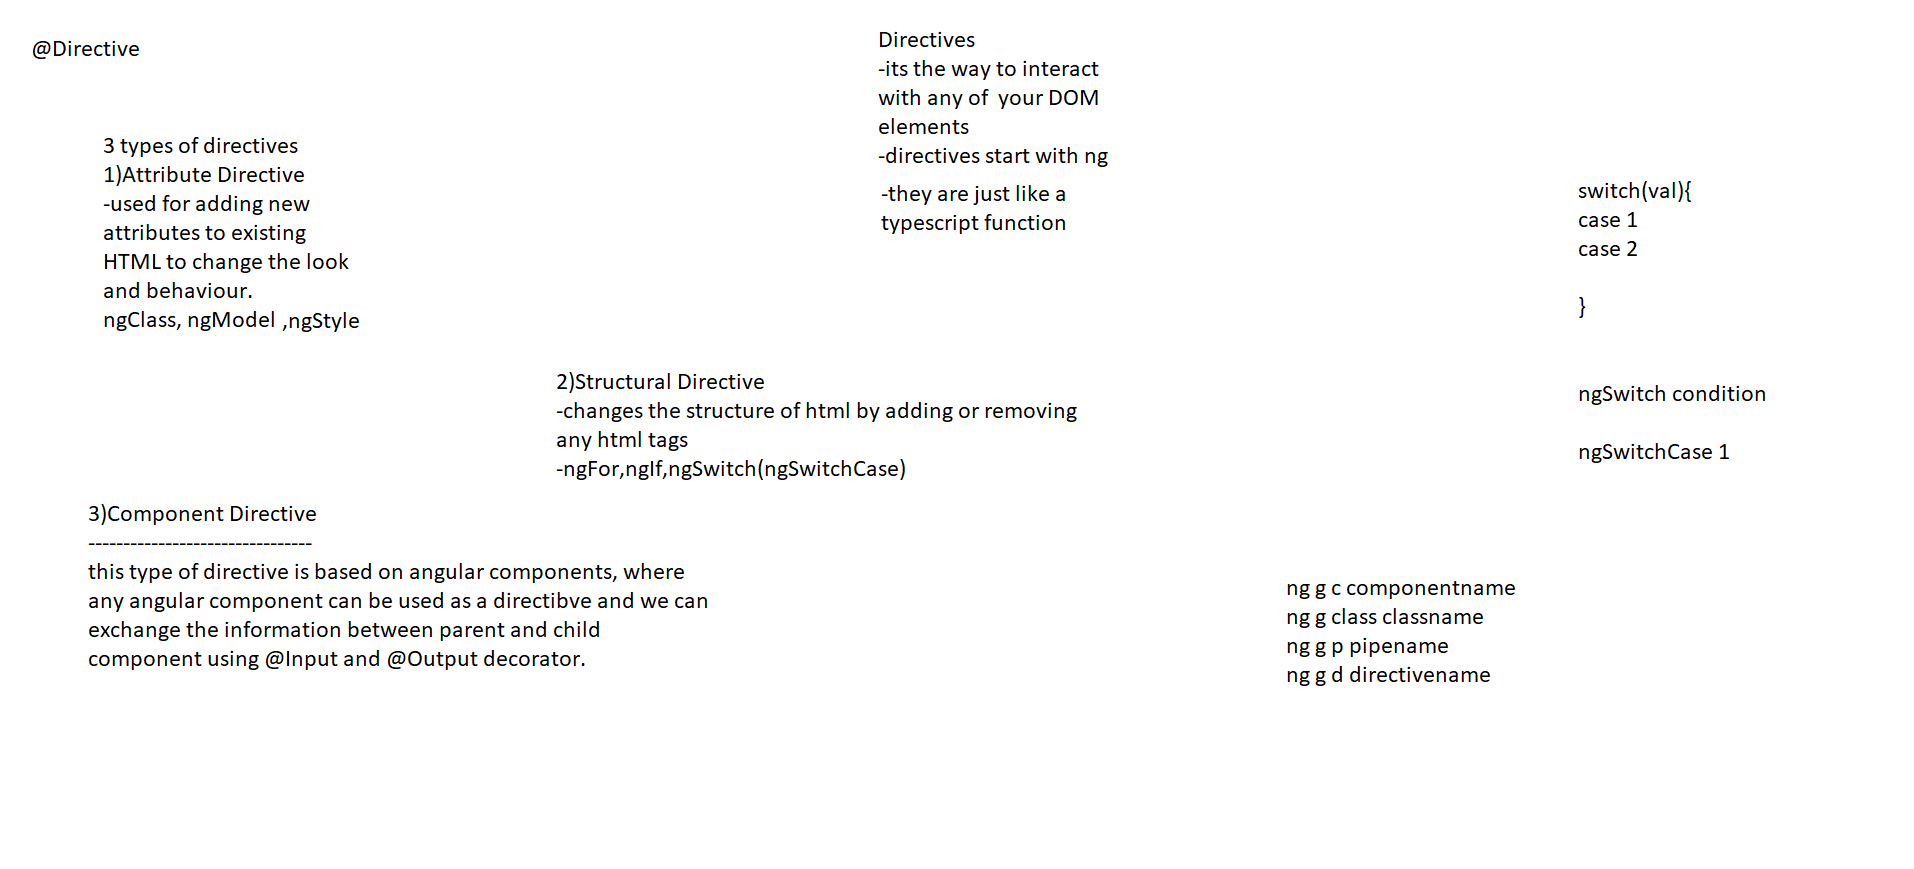 @Directive
Directives
-its the way to interact
with any of  your DOM
elements
-directives start with ng
-they are just like a
typescript function
3 types of directives
1)Attribute Directive
-used for adding new
attributes to existing
HTML to change the look
and behaviour.
ngClass, ngModel ,ngStyle
switch(val){
case 1
case 2
}
2)Structural Directive
-changes the structure of html by adding or removing
any html tags
-ngFor,ngIf,ngSwitch(ngSwitchCase)
ngSwitch condition
ngSwitchCase 1
3)Component Directive
--------------------------------
this type of directive is based on angular components, where
any angular component can be used as a directibve and we can
exchange the information between parent and child
component using @Input and @Output decorator.
ng g c componentname
ng g class classname
ng g p pipename
ng g d directivename